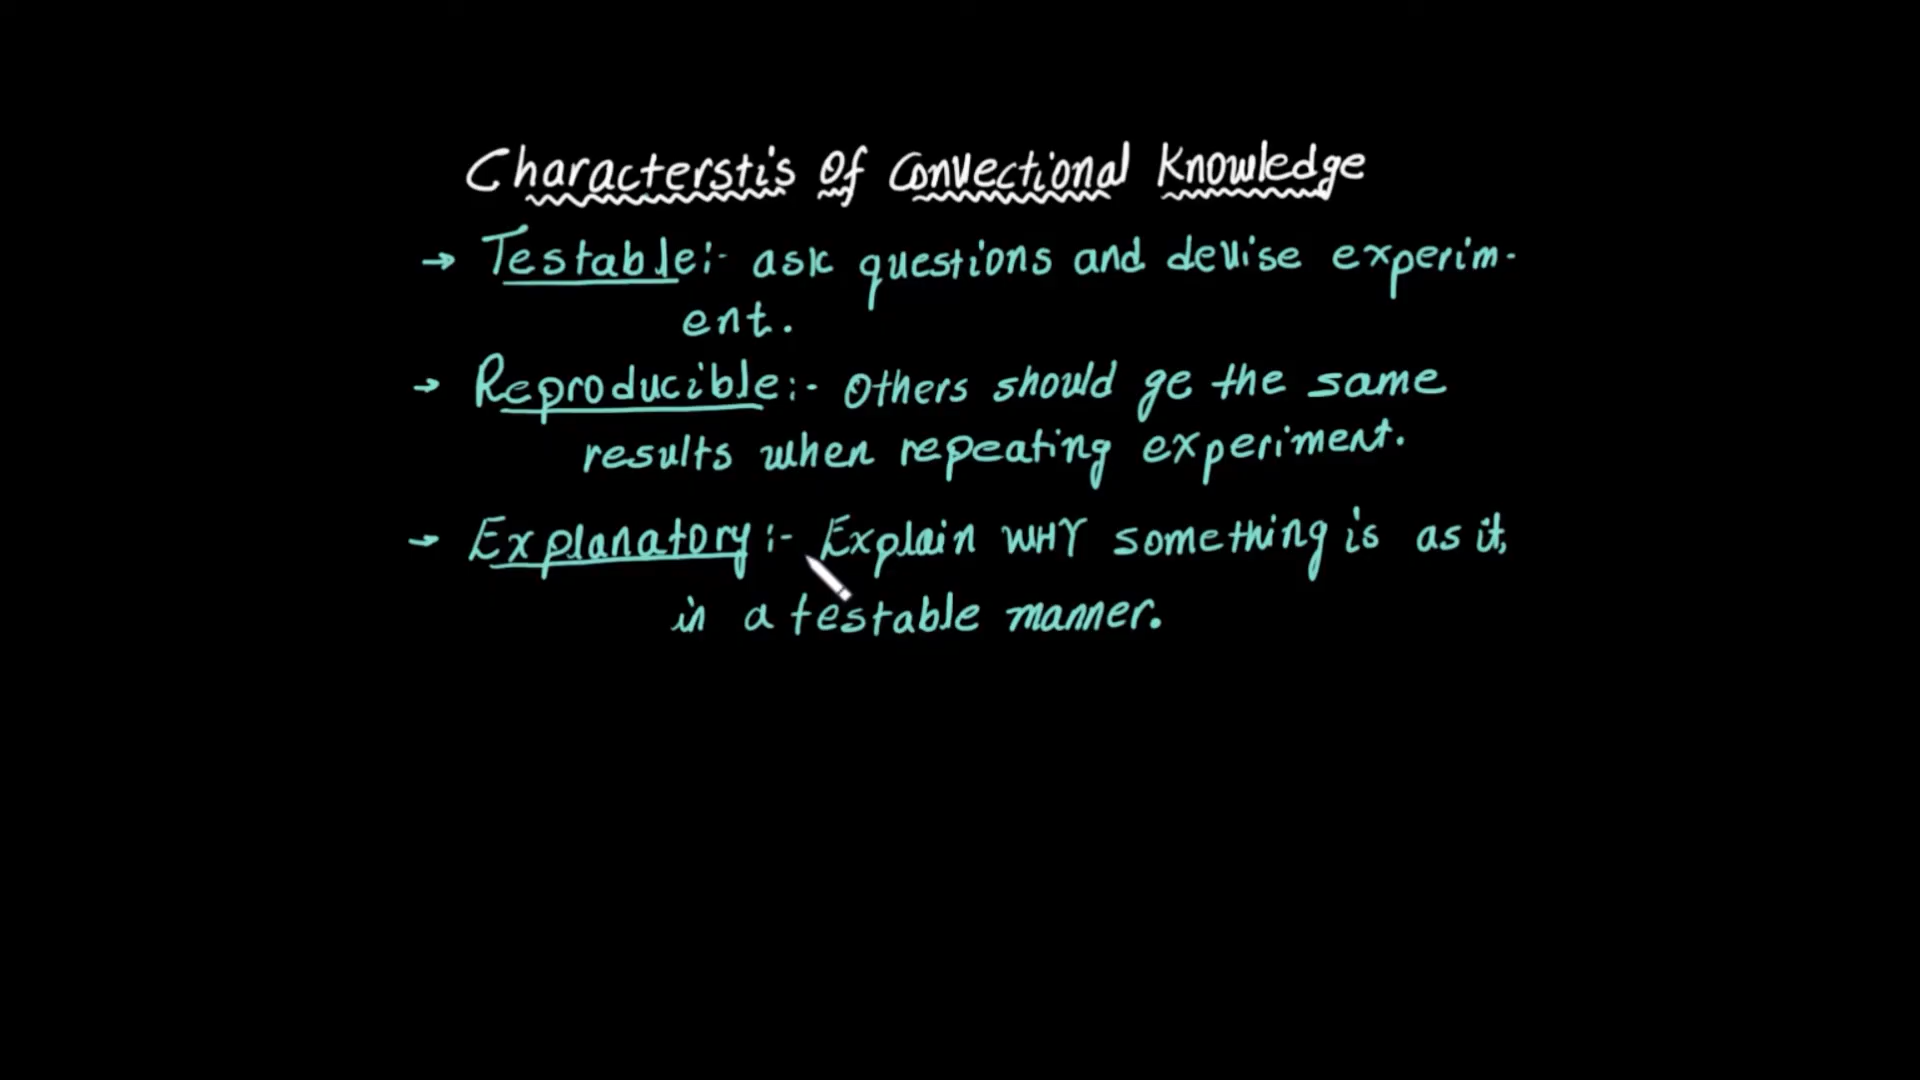 Characterstis Of Convectional Knowledge
→ Testable:- ask questions and devise experim-
ent.
→ Reproducible:- Others should ge the same
results when repeating experiment.
→ Explanatory:- Explain WHY something is as it,
in a testable manner.